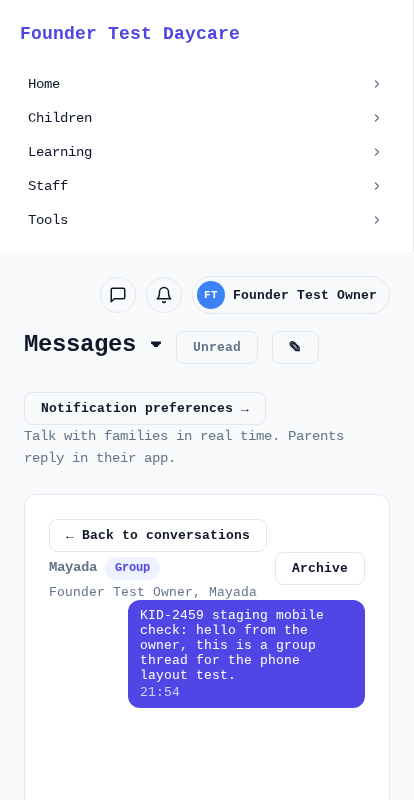 Founder Test Daycare
Home
Children
Learning
Staff
Tools
FT Founder Test Owner
Messages Unread ✎
Notification preferences →
Talk with families in real time. Parents
reply in their app.
← Back to conversations
Mayada Group Archive
Founder Test Owner, Mayada
KID-2459 staging mobile
check: hello from the
owner, this is a group
thread for the phone
layout test.
21:54